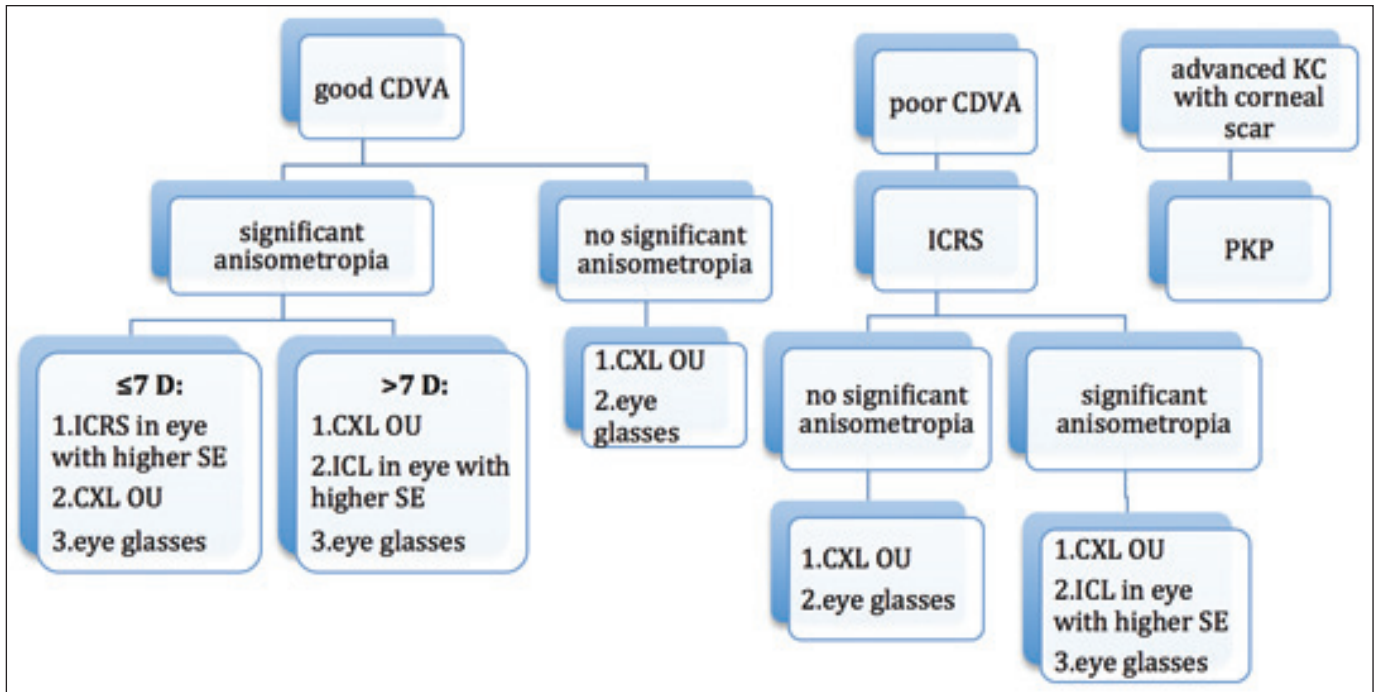 good CDVA
poor CDVA
advanced KC
with corneal
scar
significant
anisometropia
no significant
anisometropia
ICRS
PKP
≤7 D:
1.ICRS in eye
with higher SE
2.CXL OU
3.eye glasses
>7 D:
1.CXL OU
2.ICL in eye with
higher SE
3.eye glasses
1.CXL OU
2.eye
glasses
no significant
anisometropia
significant
anisometropia
1.CXL OU
2.eye glasses
1.CXL OU
2.ICL in eye
with higher SE
3.eye glasses